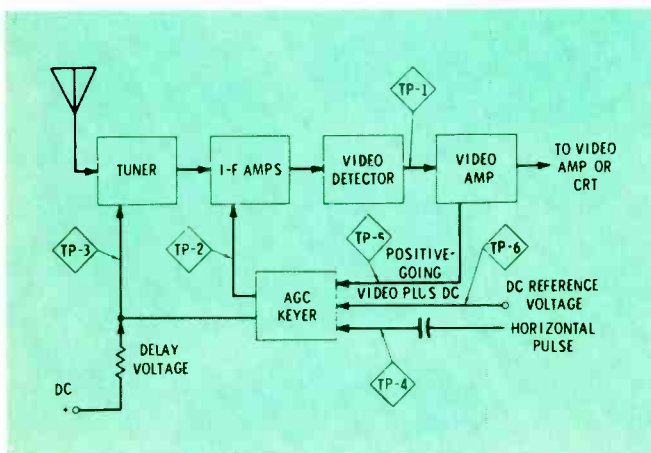 TP-1
TO VIDEO
AMP OR
CRT
TUNER
I-F AMPS
VIDEO
DETECTOR
VIDEO
AMP
TP-3
TP-2
TP-5
POSITIVE-
GOING
TP-6
VIDEO PLUS DC
DC REFERENCE
VOLTAGE
AGC
KEYER
HORIZONTAL
PULSE
DELAY
VOLTAGE
TP-4
DC
+